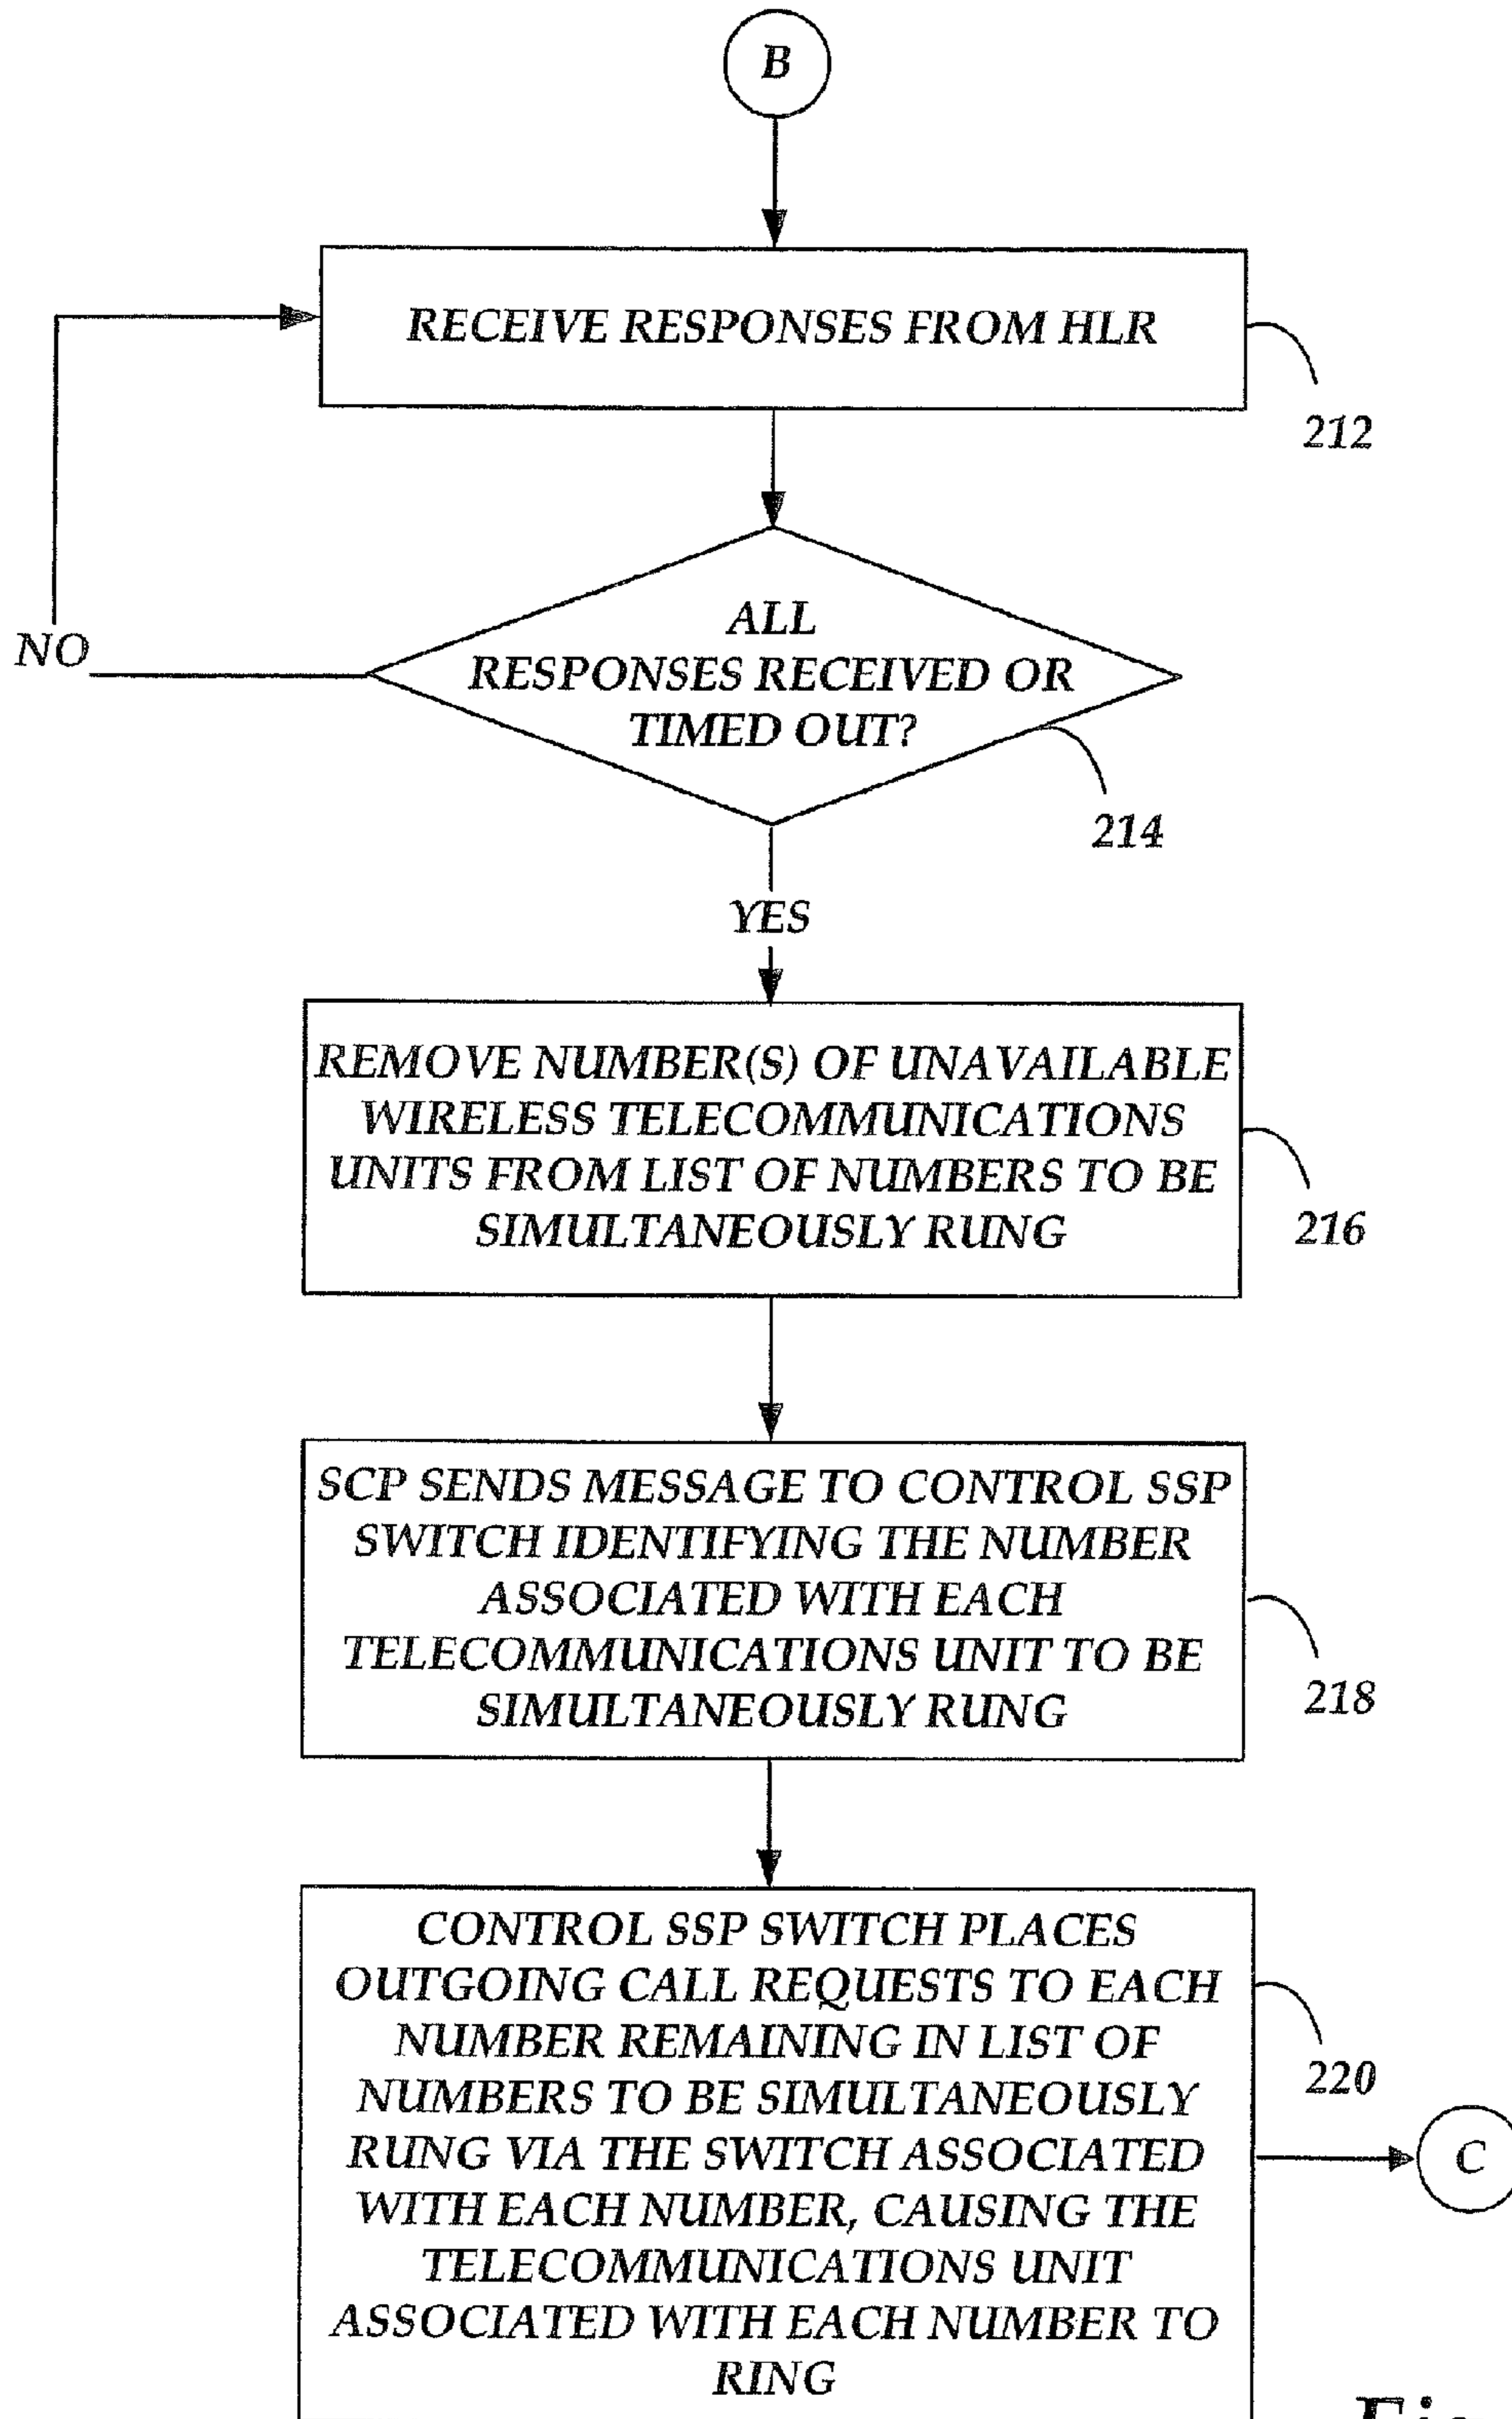 B
RECEIVE RESPONSES FROM HLR
212
ALL
RESPONSES RECEIVED OR
TIMED OUT?
NO
214
YES
REMOVE NUMBER(S) OF UNAVAILABLE
WIRELESS TELECOMMUNICATIONS
UNITS FROM LIST OF NUMBERS TO BE
SIMULTANEOUSLY RUNG
216
SCP SENDS MESSAGE TO CONTROL SSP
SWITCH IDENTIFYING THE NUMBER
ASSOCIATED WITH EACH
TELECOMMUNICATIONS UNIT TO BE
SIMULTANEOUSLY RUNG
218
CONTROL SSP SWITCH PLACES
OUTGOING CALL REQUESTS TO EACH
NUMBER REMAINING IN LIST OF
NUMBERS TO BE SIMULTANEOUSLY
RUNG VIA THE SWITCH ASSOCIATED
WITH EACH NUMBER, CAUSING THE
TELECOMMUNICATIONS UNIT
ASSOCIATED WITH EACH NUMBER TO
RING
220
C